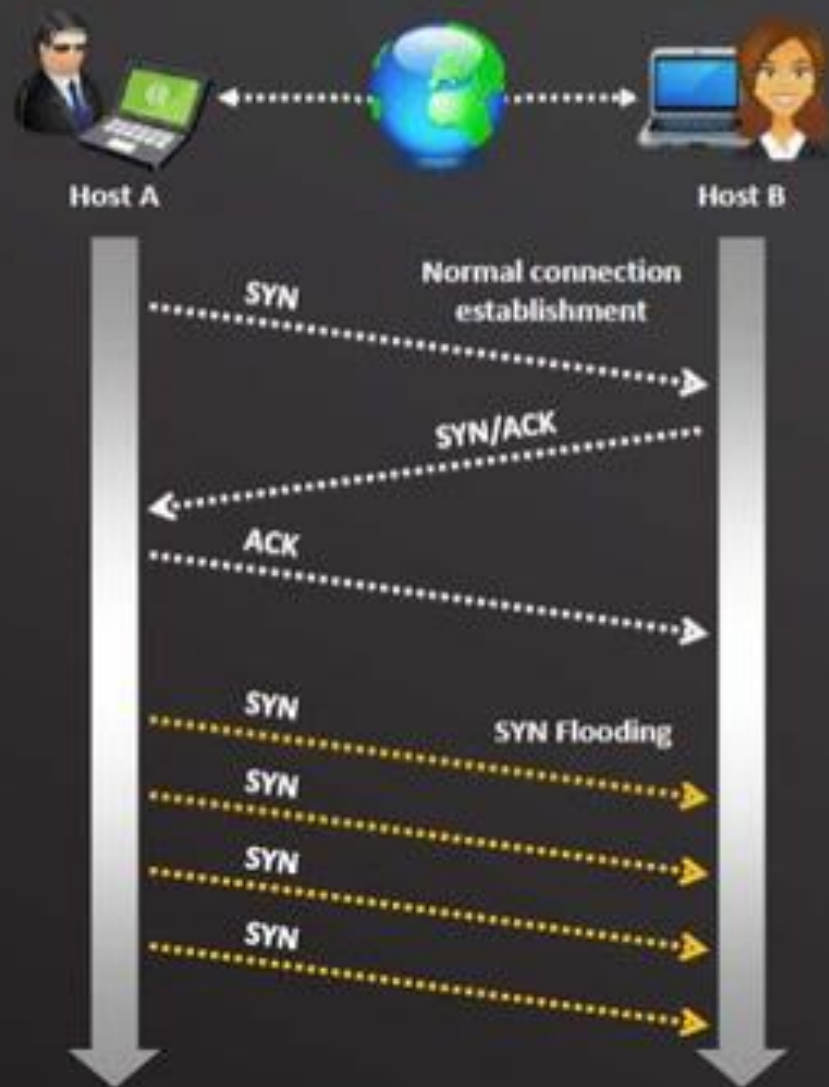 Host A
Host B
SYN
Normal connection
establishment
SYN/ACK
ACK
SYN
SYN Flooding
SYN
SYN
SYN